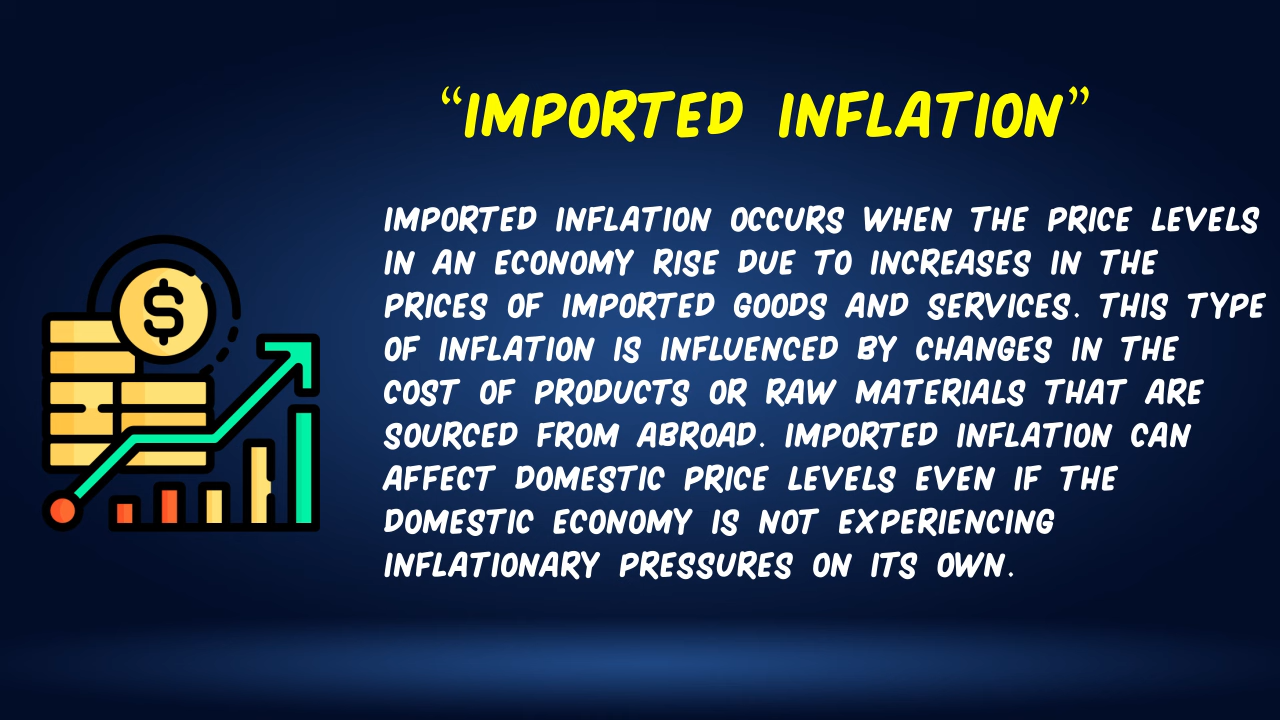 “IMPORTED INFLATION”
IMPORTED INFLATION OCCURS WHEN THE PRICE LEVELS
IN AN ECONOMY RISE DUE TO INCREASES IN THE
PRICES OF IMPORTED GOODS AND SERVICES. THIS TYPE
OF INFLATION IS INFLUENCED BY CHANGES IN THE
COST OF PRODUCTS OR RAW MATERIALS THAT ARE
SOURCED FROM ABROAD. IMPORTED INFLATION CAN
AFFECT DOMESTIC PRICE LEVELS EVEN IF THE
DOMESTIC ECONOMY IS NOT EXPERIENCING
INFLATIONARY PRESSURES ON ITS OWN.
$